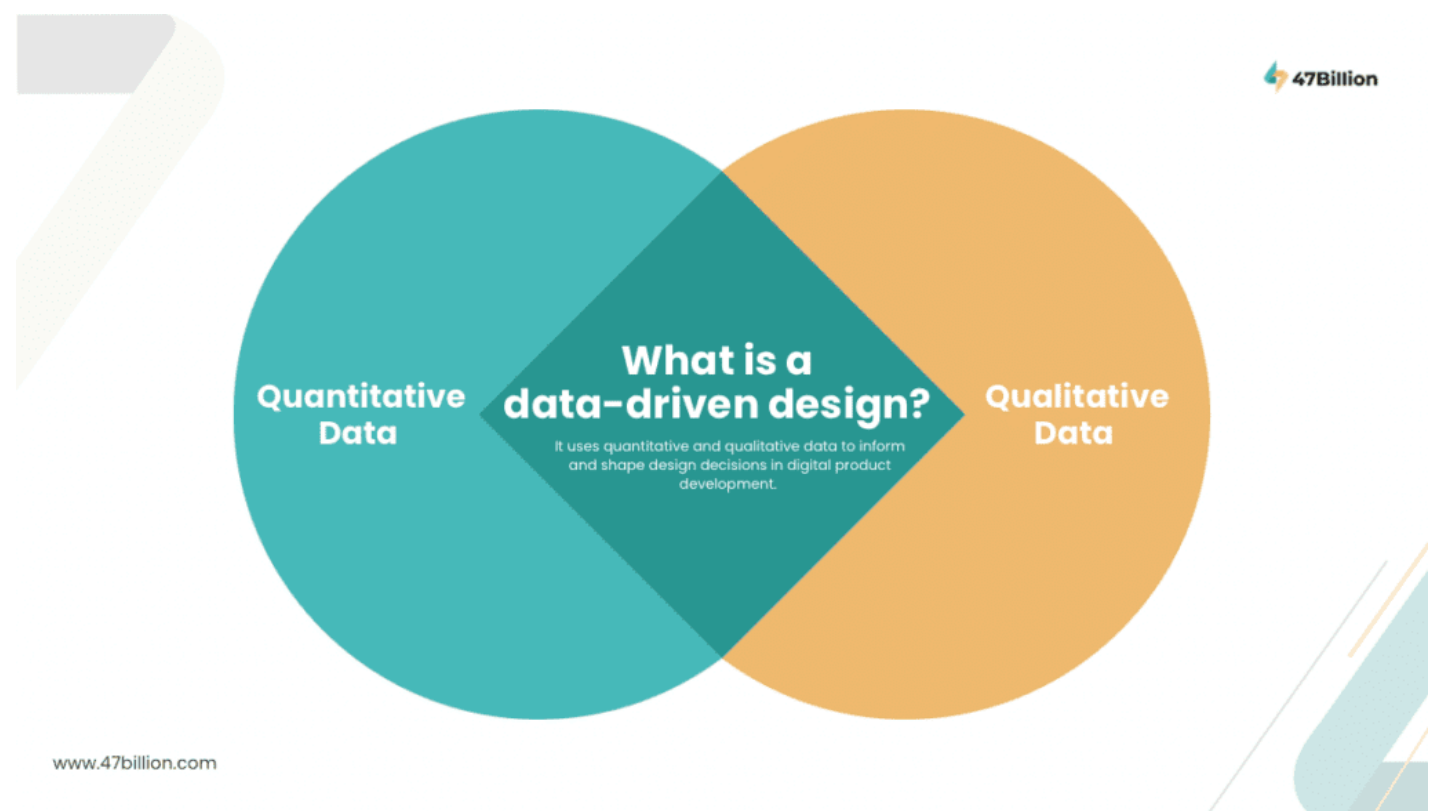 47Billion
Quantitative
Data
What is a
data-driven design?
It uses quantitative and qualitative data to inform
and shape design decisions in digital product
development.
Qualitative
Data
www.47billion.com